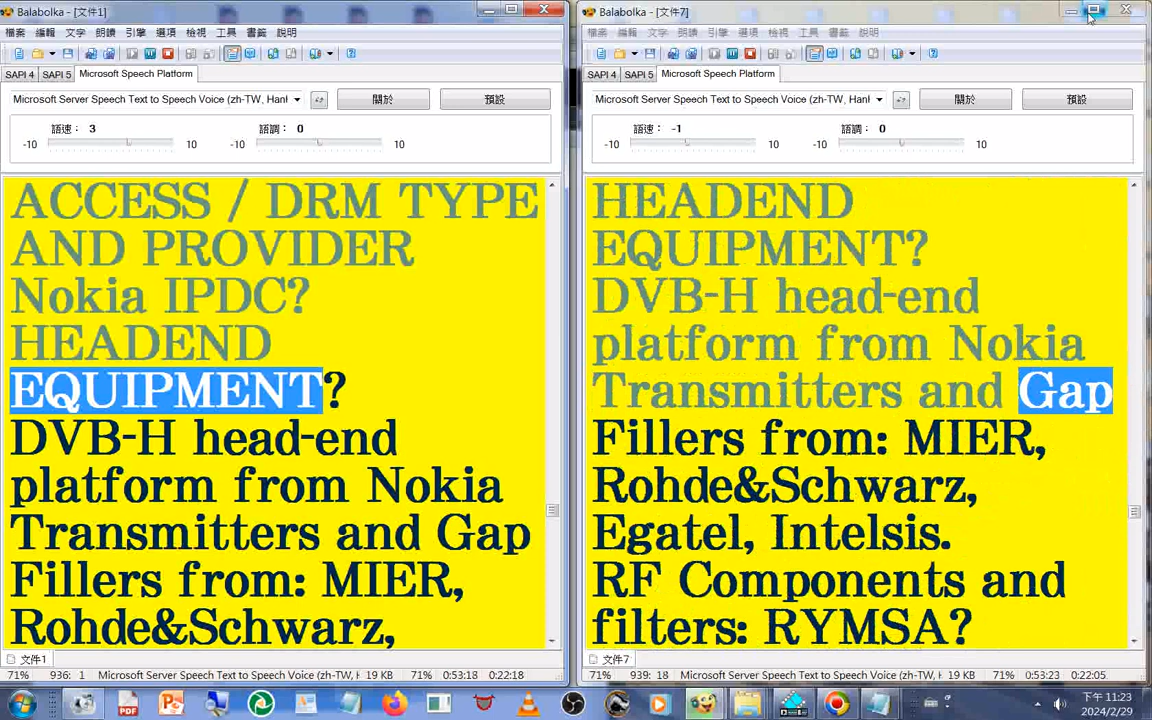 Balabolka - [文件1]
檔案 編輯 文字 朗讀 引擎 選項 檢視 工具 書籤 說明
SAPI 4 SAPI 5 Microsoft Speech Platform
Microsoft Server Speech Text to Speech Voice (zh-TW, Hanl
關於 預設
語速： 3 語調： 0
-10 10 -10 10
ACCESS / DRM TYPE
AND PROVIDER
Nokia IPDC?
HEADEND
EQUIPMENT?
DVB-H head-end
platform from Nokia
Transmitters and Gap
Fillers from: MIER,
Rohde&Schwarz,
文件1
71% 936: 1 Microsoft Server Speech Text to Speech Voice (zh-TW, H 19 KB 71% 0:53:18 0:22:18
Balabolka - [文件7]
檔案 編輯 文字 朗讀 引擎 選項 檢視 工具 書籤 說明
SAPI 4 SAPI 5 Microsoft Speech Platform
Microsoft Server Speech Text to Speech Voice (zh-TW, Hanl
關於 預設
語速： -1 語調： 0
-10 10 -10 10
HEADEND
EQUIPMENT?
DVB-H head-end
platform from Nokia
Transmitters and Gap
Fillers from: MIER,
Rohde&Schwarz,
Egatel, Intelsis.
RF Components and
filters: RYMSA?
文件7
71% 939: 18 Microsoft Server Speech Text to Speech Voice (zh-TW, H 19 KB 71% 0:53:23 0:22:05
PDF
下午 11:23
2024/2/29